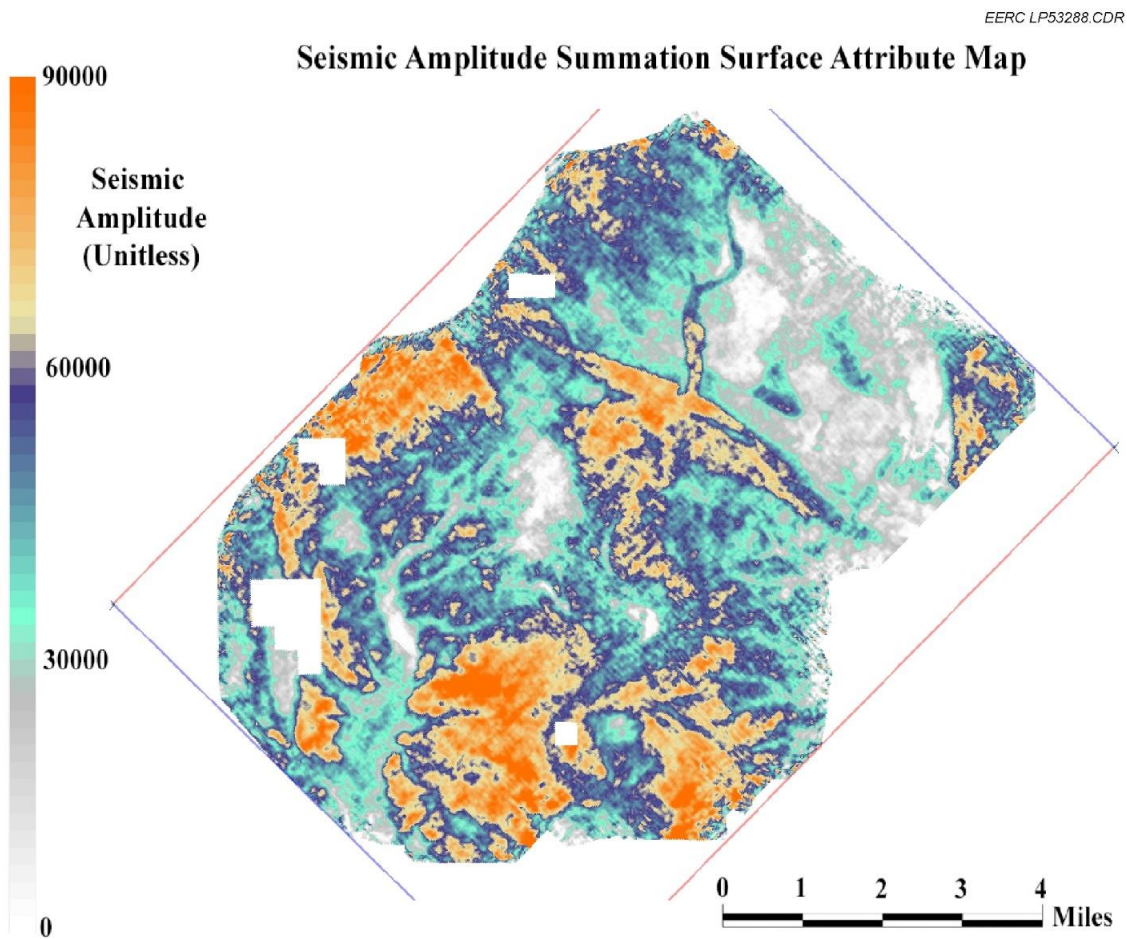 EERC LP53288.CDR
Seismic Amplitude Summation Surface Attribute Map
90000
Seismic
Amplitude
(Unitless)
60000
30000
0
0 1 2 3 4
Miles